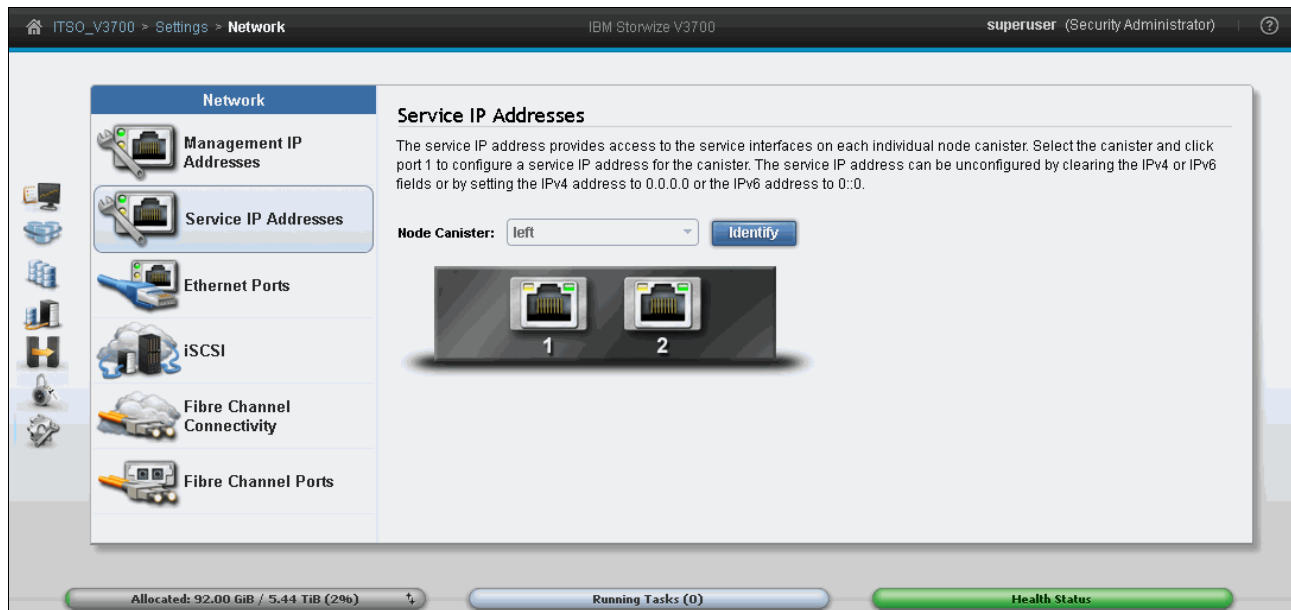 ITSO_V3700 > Settings > Network
IBM Storwize V3700
superuser (Security Administrator)
?
Network
Management IP
Addresses
Service IP Addresses
Ethernet Ports
iSCSI
Fibre Channel
Connectivity
Fibre Channel Ports
Service IP Addresses
The service IP address provides access to the service interfaces on each individual node canister. Select the canister and click
port 1 to configure a service IP address for the canister. The service IP address can be unconfigured by clearing the IPv4 or IPv6
fields or by setting the IPv4 address to 0.0.0.0 or the IPv6 address to 0::0.
Node Canister: left Identify
1 2
Allocated: 92.00 GiB / 5.44 TiB (2%)
Running Tasks (0)
Health Status